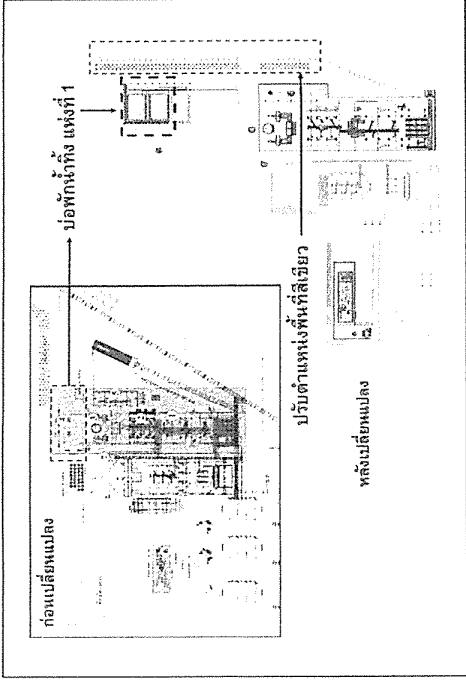 ก่อนเปลี่ยนแปลง
บ่อพักน้ำทิ้ง แห่งที่ 1
ปรับตำแหน่งพื้นที่สีเขียว
หลังเปลี่ยนแปลง